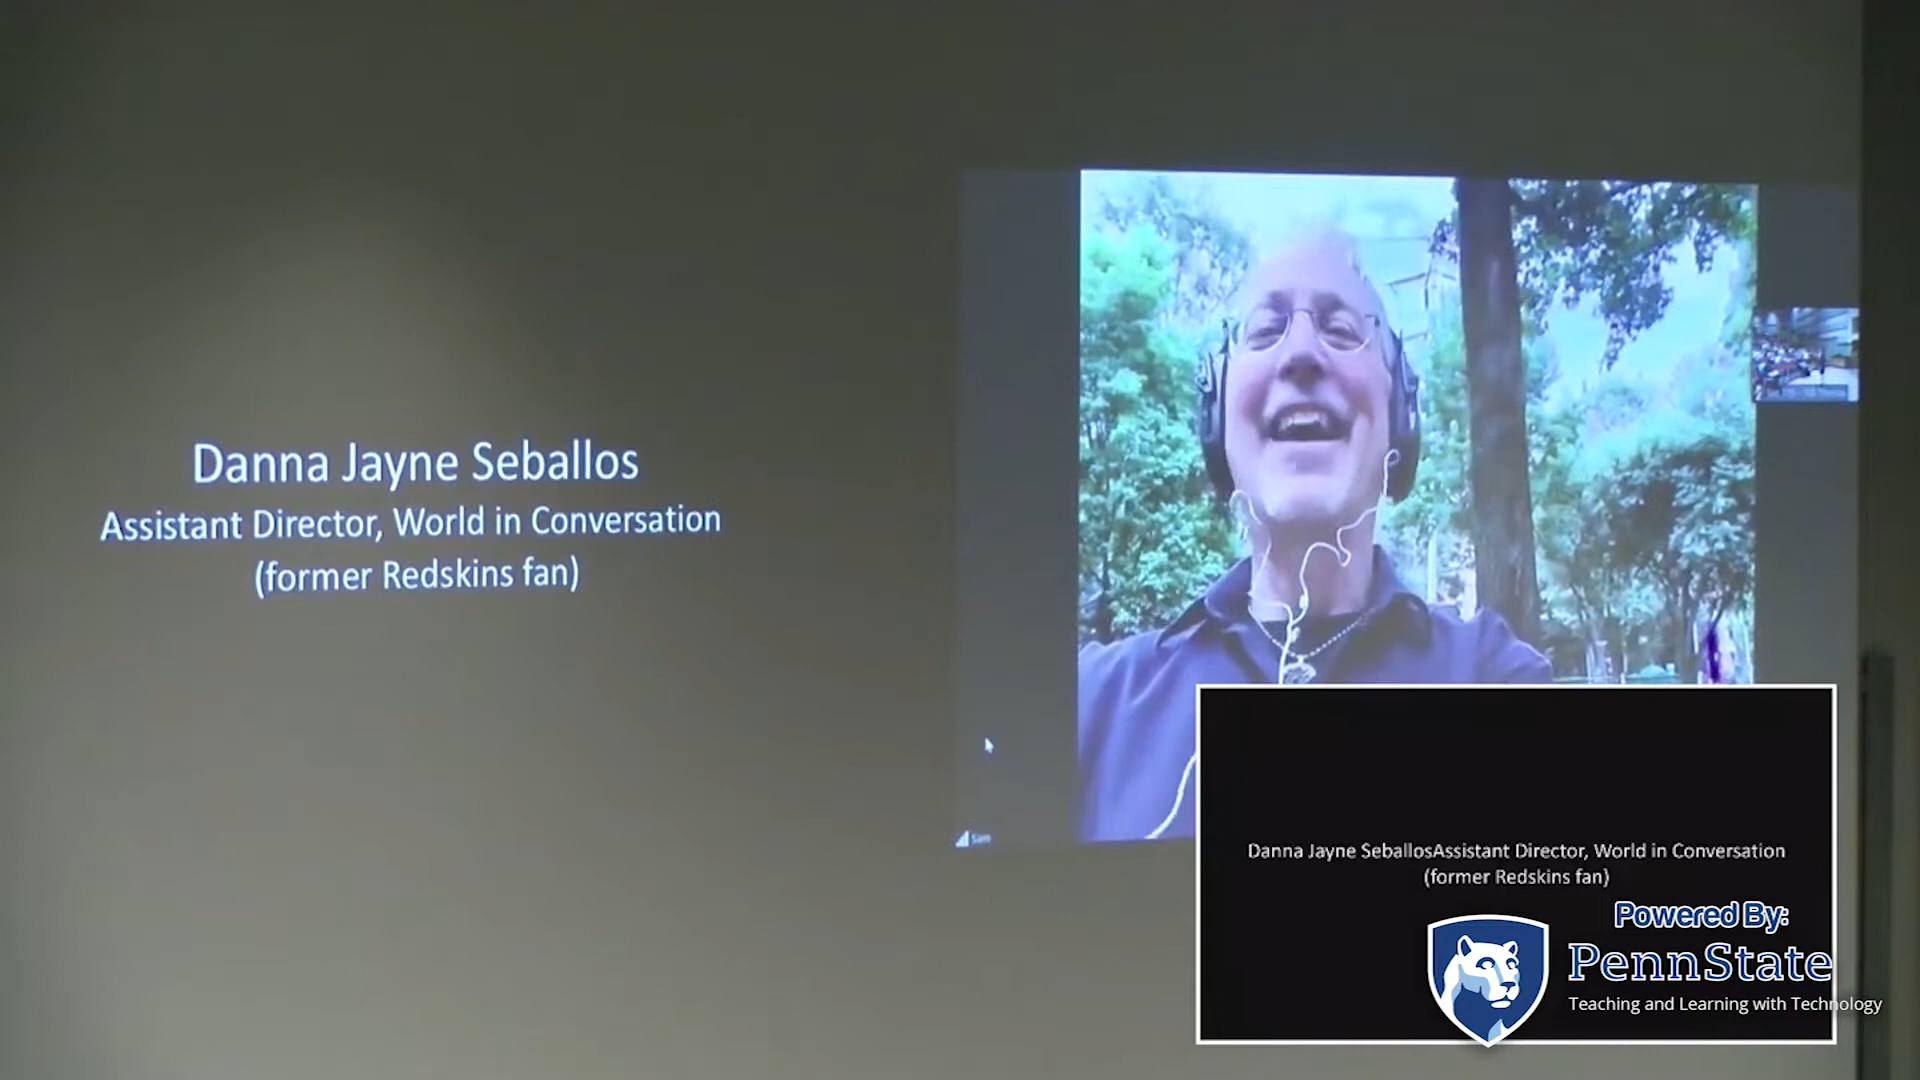 Danna Jayne Seballos
Assistant Director, World in Conversation
(former Redskins fan)
Sam
Danna Jayne SeballosAssistant Director, World in Conversation
(former Redskins fan)
Powered By:
PennState
Teaching and Learning with Technology